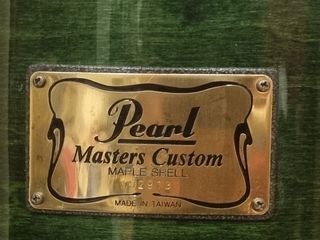 Pearl
Masters Custom
MAPLE SHELL
MADE IN TAIWAN